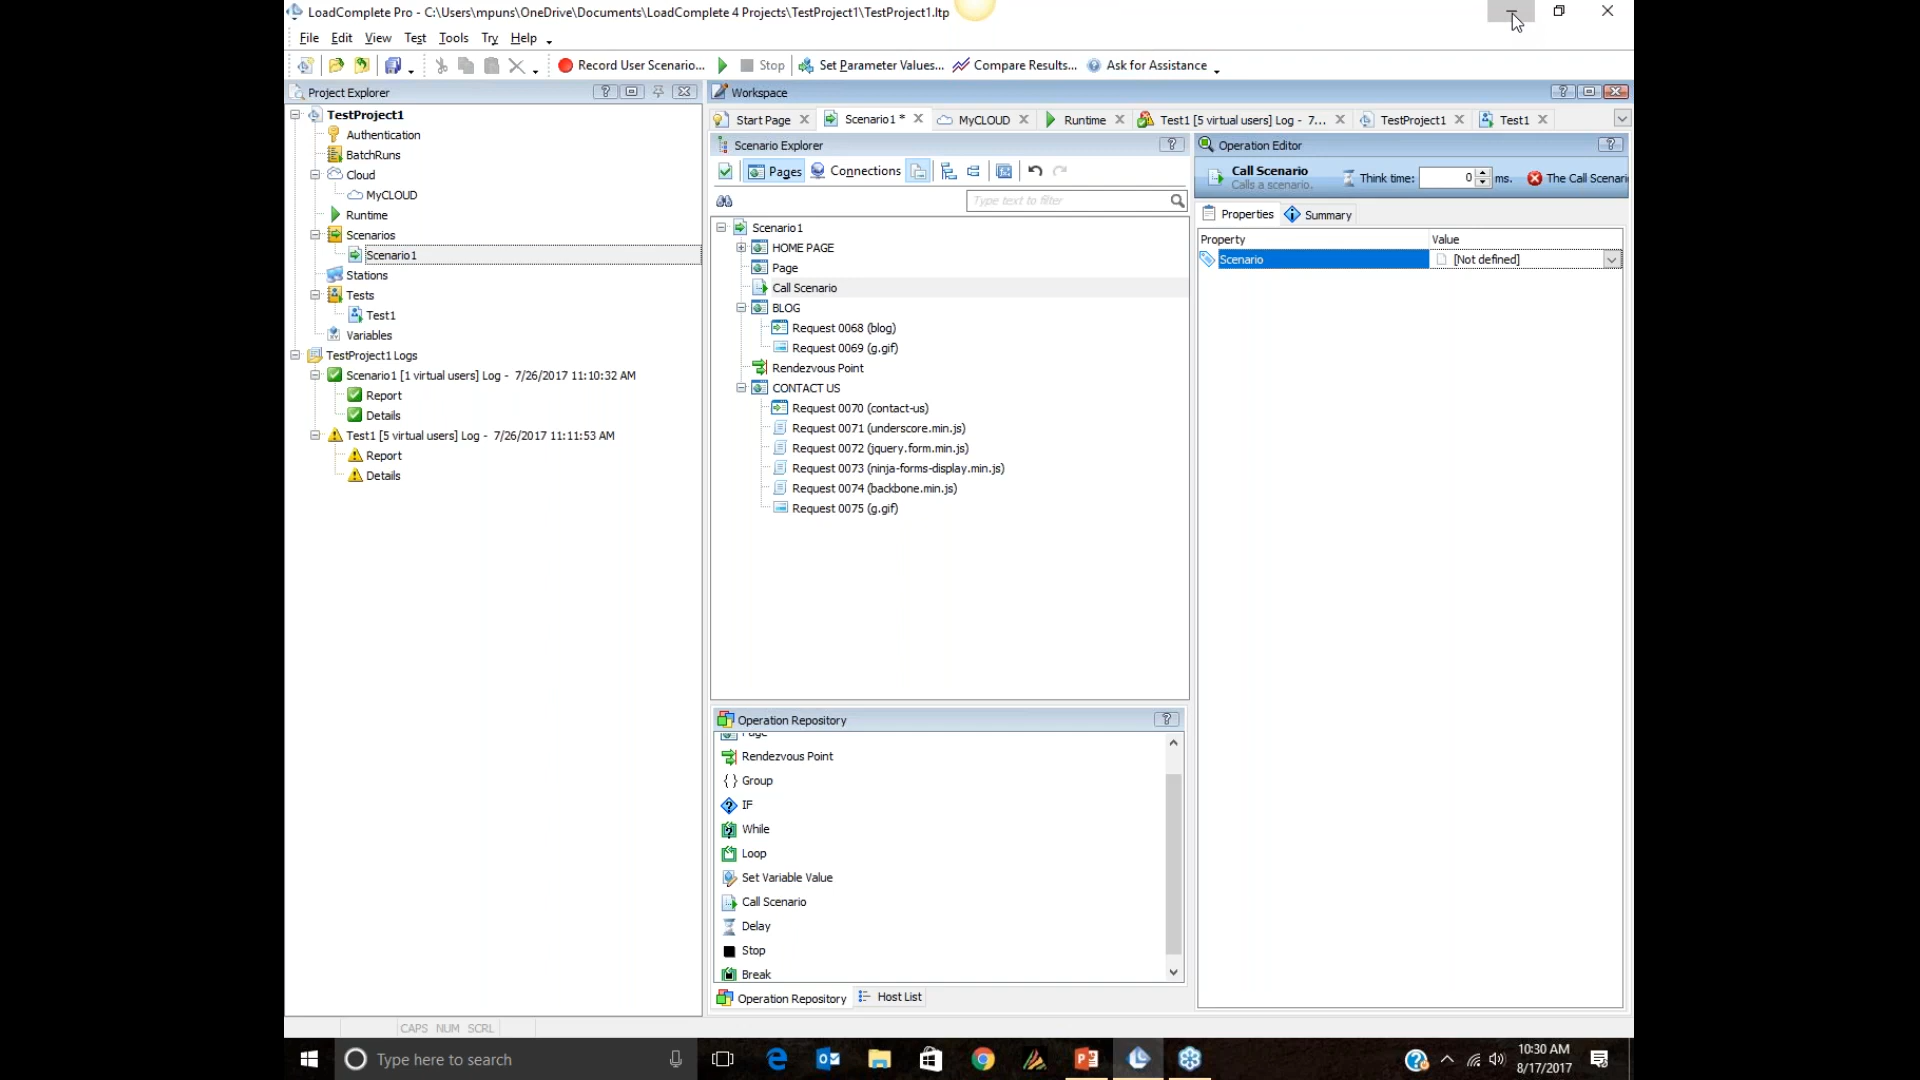 LoadComplete Pro - C:\Users\mpuns\OneDrive\Documents\LoadComplete 4 Projects\TestProject1\TestProject1.ltp
File Edit View Test Tools Try Help
Record User Scenario... Stop Set Parameter Values... Compare Results... Ask for Assistance
Project Explorer
TestProject1
Authentication
BatchRuns
Cloud
MyCLOUD
Runtime
Scenarios
Scenario1
Stations
Tests
Test1
Variables
TestProject1 Logs
Scenario1 [1 virtual users] Log - 7/26/2017 11:10:32 AM
Report
Details
Test1 [5 virtual users] Log - 7/26/2017 11:11:53 AM
Report
Details
Workspace
Start Page Scenario1 * MyCLOUD Runtime Test1 [5 virtual users] Log - 7... TestProject1 Test1
Scenario Explorer
Pages Connections
Type text to filter
Scenario1
HOME PAGE
Page
Call Scenario
BLOG
Request 0068 (blog)
Request 0069 (g.gif)
Rendezvous Point
CONTACT US
Request 0070 (contact-us)
Request 0071 (underscore.min.js)
Request 0072 (jquery.form.min.js)
Request 0073 (ninja-forms-display.min.js)
Request 0074 (backbone.min.js)
Request 0075 (g.gif)
Operation Repository
Page
Rendezvous Point
{ } Group
IF
While
Loop
Set Variable Value
Call Scenario
Delay
Stop
Break
Operation Repository Host List
Operation Editor
Call Scenario
Calls a scenario.
Think time: 0 ms. The Call Scenari
Properties Summary
Property Value
Scenario [Not defined]
CAPS NUM SCRL
Type here to search
10:30 AM
8/17/2017